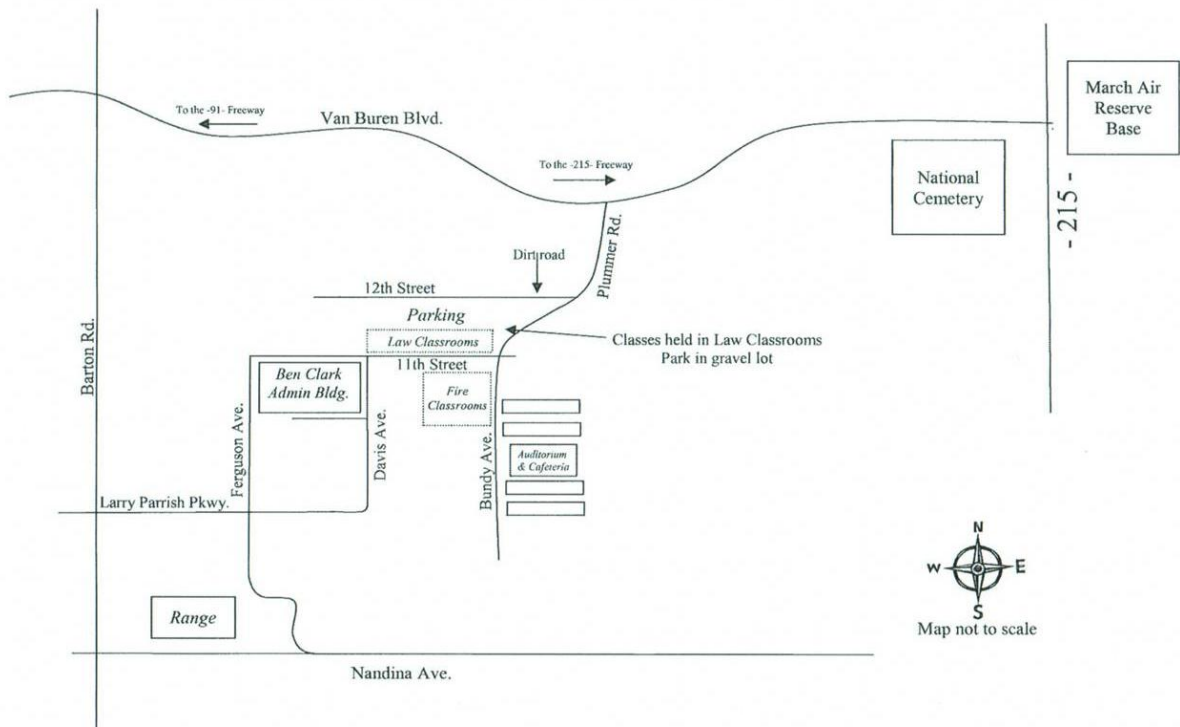 March Air
Reserve
Base
To the -91- Freeway
Van Buren Blvd.
To the -215- Freeway
National
Cemetery
- 215 -
Plummer Rd.
Dirt road
12th Street
Parking
Law Classrooms
Classes held in Law Classrooms
Park in gravel lot
11th Street
Barton Rd.
Ben Clark
Admin Bldg.
Fire
Classrooms
Ferguson Ave.
Davis Ave.
Bundy Ave.
Auditorium
& Cafeteria
Larry Parrish Pkwy.
N
W
E
S
Map not to scale
Range
Nandina Ave.